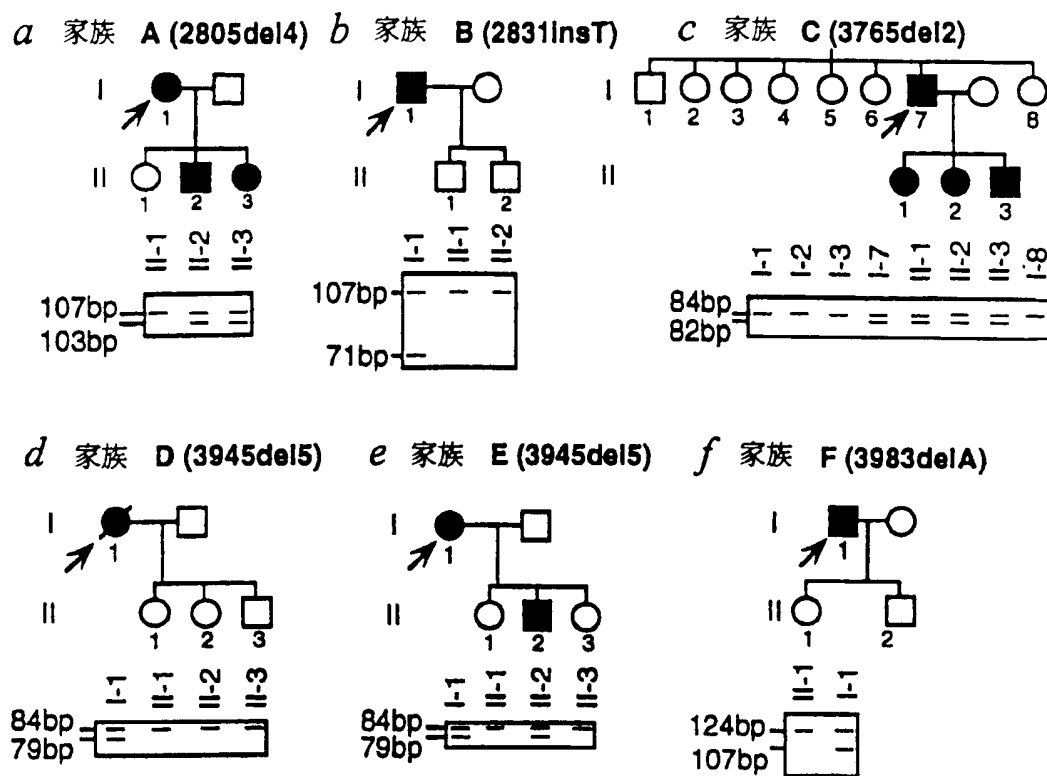 a 家族 A (2805del4)
I
1
II
1 2 3
II-1 II-2 II-3
107bp
103bp
b 家族 B (2831insT)
I
1
II
1 2
I-1 II-1 II-2
107bp
71bp
c 家族 C (3765del2)
I
1 2 3 4 5 6 7 8
II
1 2 3
I-1 I-2 I-3 I-7 II-1 II-2 II-3 I-8
84bp
82bp
d 家族 D (3945del5)
I
1
II
1 2 3
I-1 II-1 II-2 II-3
84bp
79bp
e 家族 E (3945del5)
I
1
II
1 2 3
I-1 II-1 II-2 II-3
84bp
79bp
f 家族 F (3983delA)
I
1
II
1 2
II-1 I-1
124bp
107bp